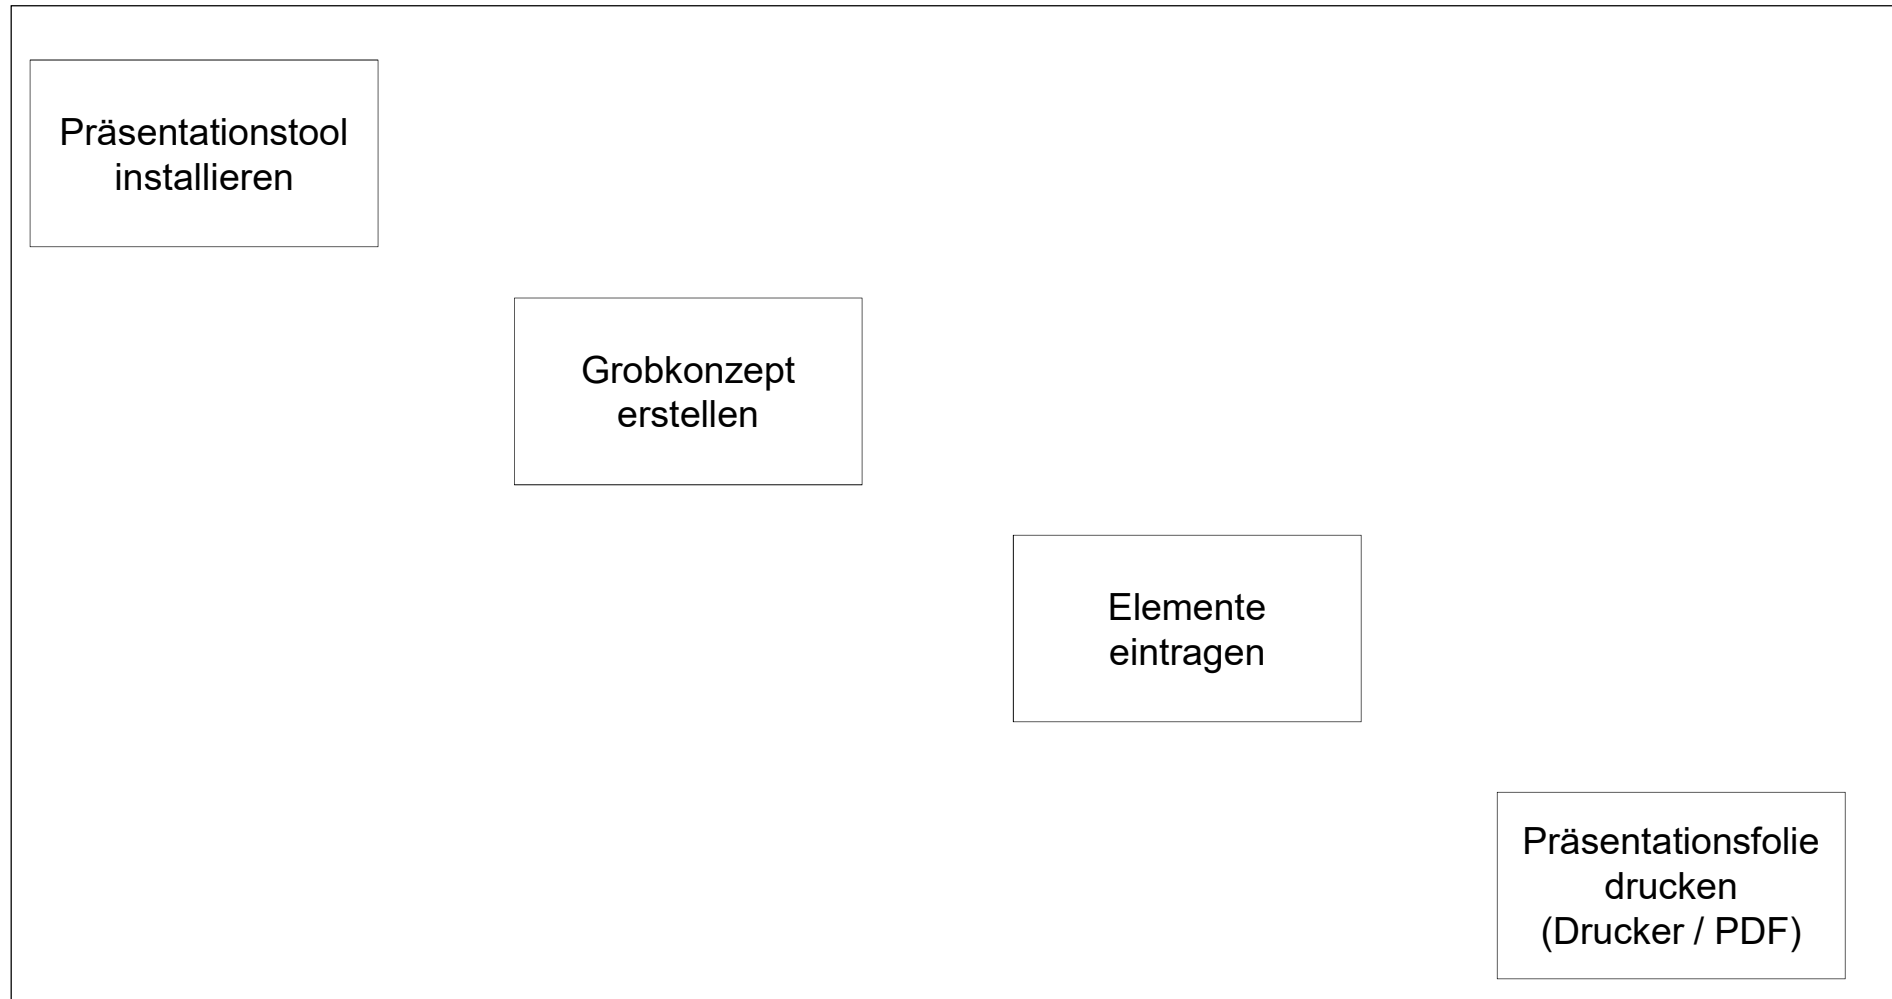 Präsentationstool
installieren
Grobkonzept
erstellen
Elemente
eintragen
Präsentationsfolie
drucken
(Drucker / PDF)